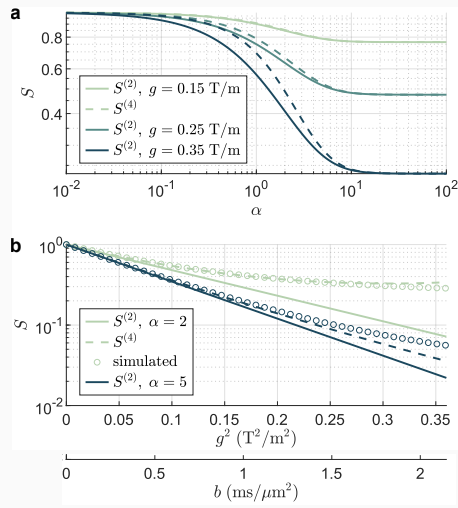 a
0.8
0.6
0.4
S
S^{(2)}, g = 0.15 T/m
S^{(4)}
S^{(2)}, g = 0.25 T/m
S^{(2)}, g = 0.35 T/m
10^{-2} 10^{-1} 10^{0} 10^{1} 10^{2}
α
b
10^{0}
10^{-1}
10^{-2}
S
S^{(2)}, α = 2
S^{(4)}
simulated
S^{(2)}, α = 5
0 0.05 0.1 0.15 0.2 0.25 0.3 0.35
g^{2} (T^{2}/m^{2})
0 0.5 1 1.5 2
b (ms/μm^{2})